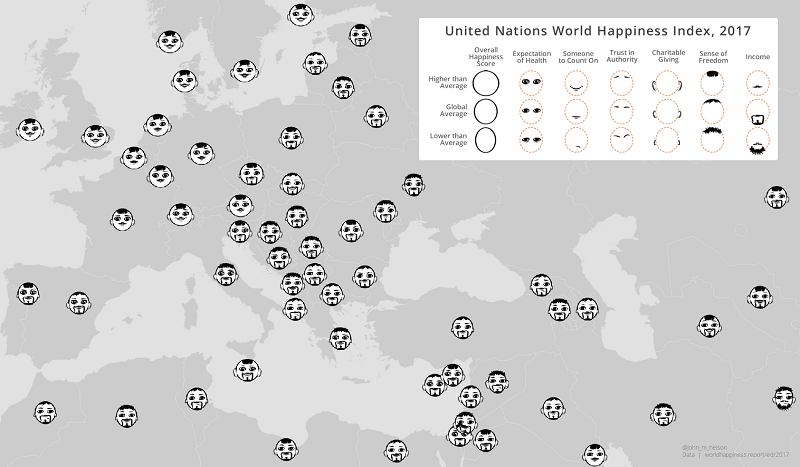 United Nations World Happiness Index, 2017
Overall Happiness Score
Expectation of Health
Someone to Count On
Trust in Authority
Charitable Giving
Sense of Freedom
Income
Higher than Average
Global Average
Lower than Average
@john_m_nelson
Data | worldhappiness.report/ed/2017